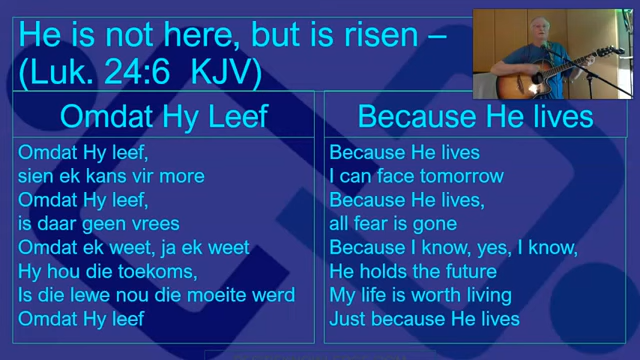 He is not here, but is risen –
(Luk. 24:6 KJV)
Omdat Hy Leef
Omdat Hy leef,
sien ek kans vir more
Omdat Hy leef,
is daar geen vrees
Omdat ek weet, ja ek weet
Hy hou die toekoms,
Is die lewe nou die moeite werd
Omdat Hy leef
Because He lives
Because He lives
I can face tomorrow
Because He lives,
all fear is gone
Because I know, yes, I know,
He holds the future
My life is worth living
Just because He lives